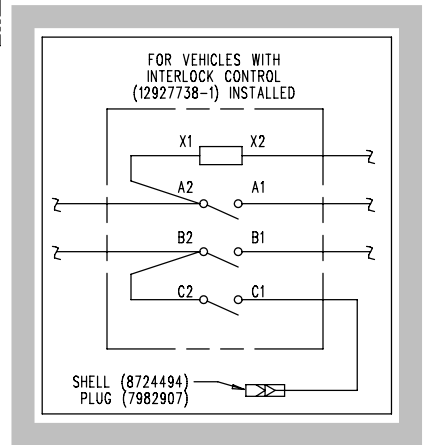 FOR VEHICLES WITH
INTERLOCK CONTROL
(12927738-1) INSTALLED
X1 X2
A2 A1
B2 B1
C2 C1
SHELL (8724494)
PLUG (7982907)